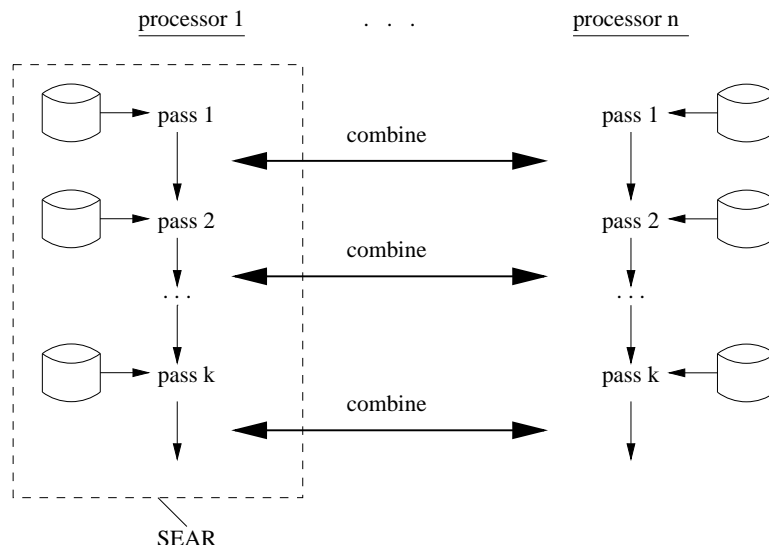 processor 1 . . . processor n
pass 1 pass 1
combine
pass 2 pass 2
combine
. . . . . .
pass k pass k
combine
SEAR